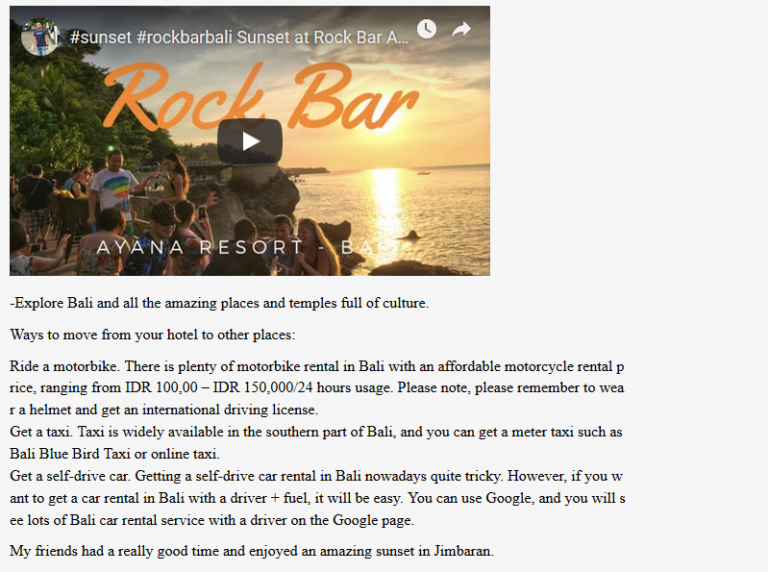 #sunset #rockbarbali Sunset at Rock Bar A...
Rock Bar
AYANA RESORT - BALI
-Explore Bali and all the amazing places and temples full of culture.
Ways to move from your hotel to other places:
Ride a motorbike. There is plenty of motorbike rental in Bali with an affordable motorcycle rental p
rice, ranging from IDR 100,00 – IDR 150,000/24 hours usage. Please note, please remember to wea
r a helmet and get an international driving license.
Get a taxi. Taxi is widely available in the southern part of Bali, and you can get a meter taxi such as
Bali Blue Bird Taxi or online taxi.
Get a self-drive car. Getting a self-drive car rental in Bali nowadays quite tricky. However, if you w
ant to get a car rental in Bali with a driver + fuel, it will be easy. You can use Google, and you will s
ee lots of Bali car rental service with a driver on the Google page.
My friends had a really good time and enjoyed an amazing sunset in Jimbaran.